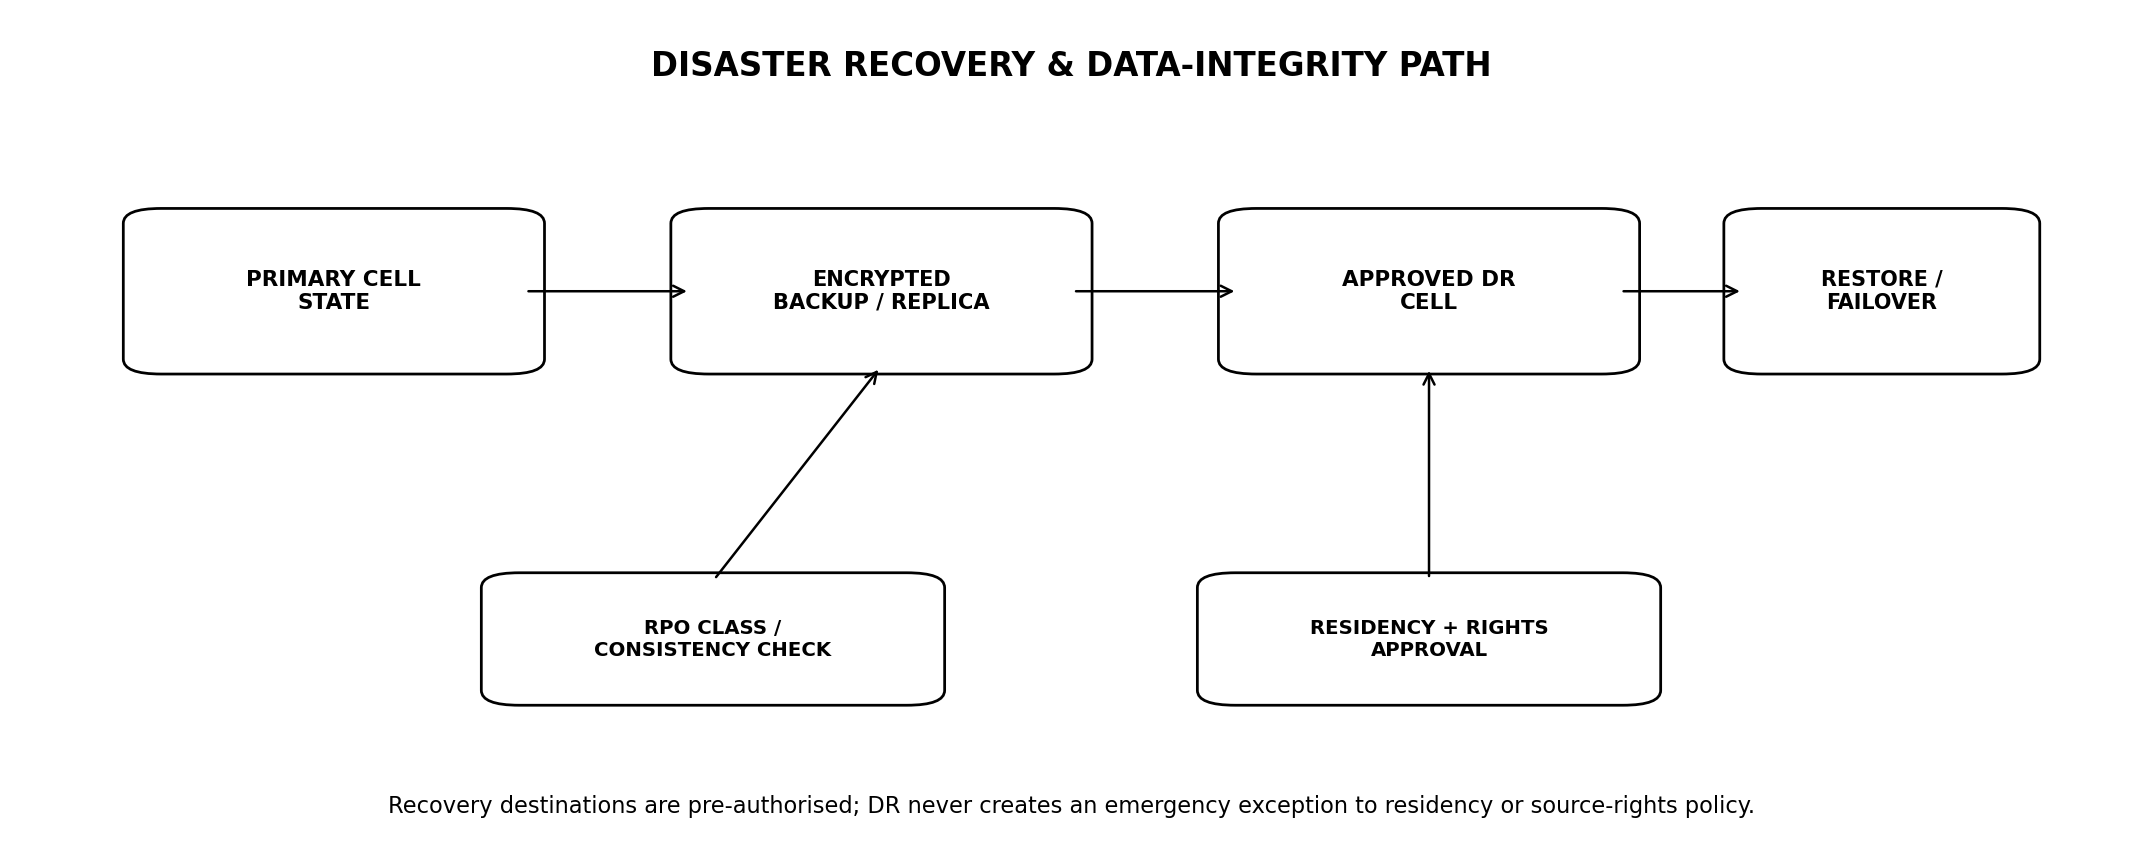 DISASTER RECOVERY & DATA-INTEGRITY PATH
PRIMARY CELL
STATE
ENCRYPTED
BACKUP / REPLICA
APPROVED DR
CELL
RESTORE /
FAILOVER
RPO CLASS /
CONSISTENCY CHECK
RESIDENCY + RIGHTS
APPROVAL
Recovery destinations are pre-authorised; DR never creates an emergency exception to residency or source-rights policy.